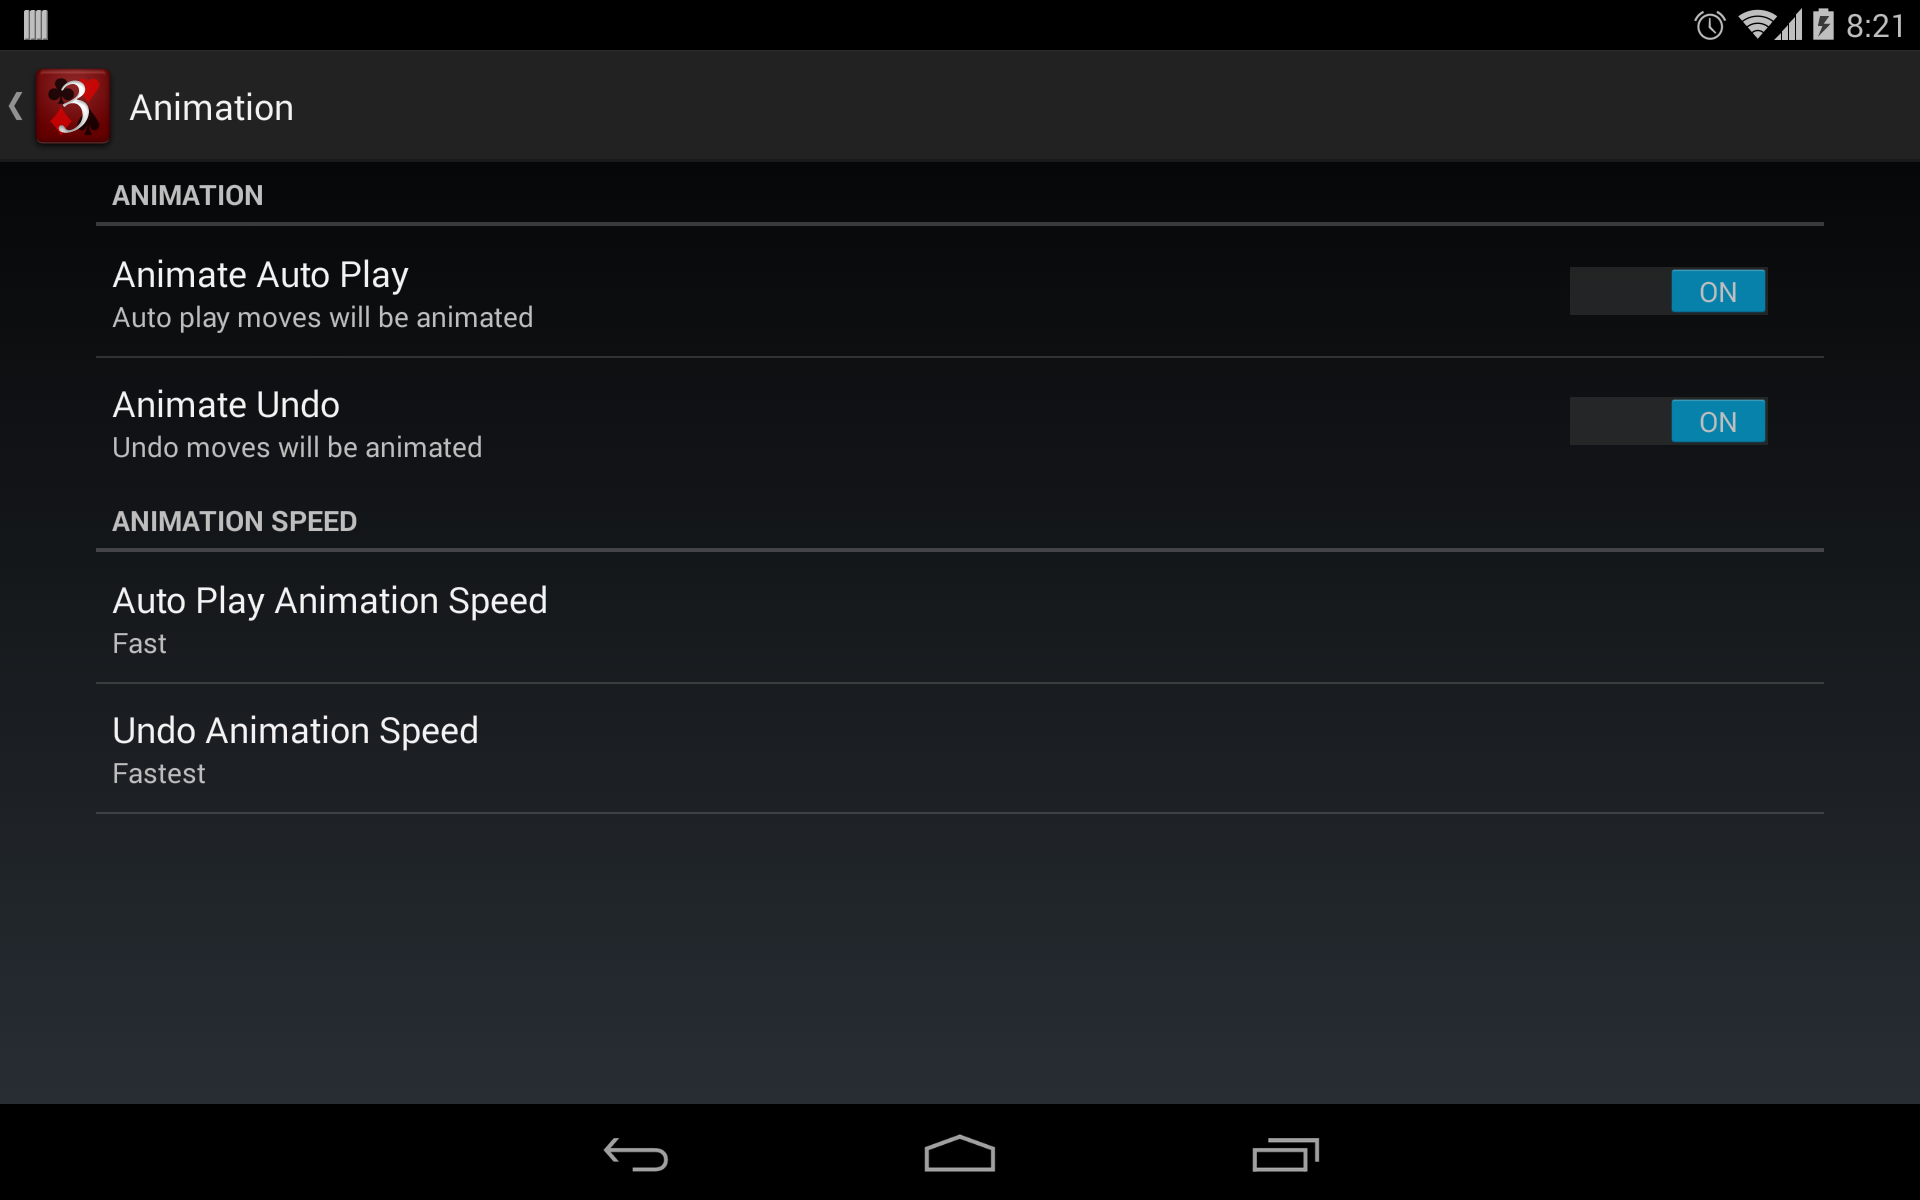 8:21
3
Animation
ANIMATION
Animate Auto Play
ON
Auto play moves will be animated
Animate Undo
ON
Undo moves will be animated
ANIMATION SPEED
Auto Play Animation Speed
Fast
Undo Animation Speed
Fastest